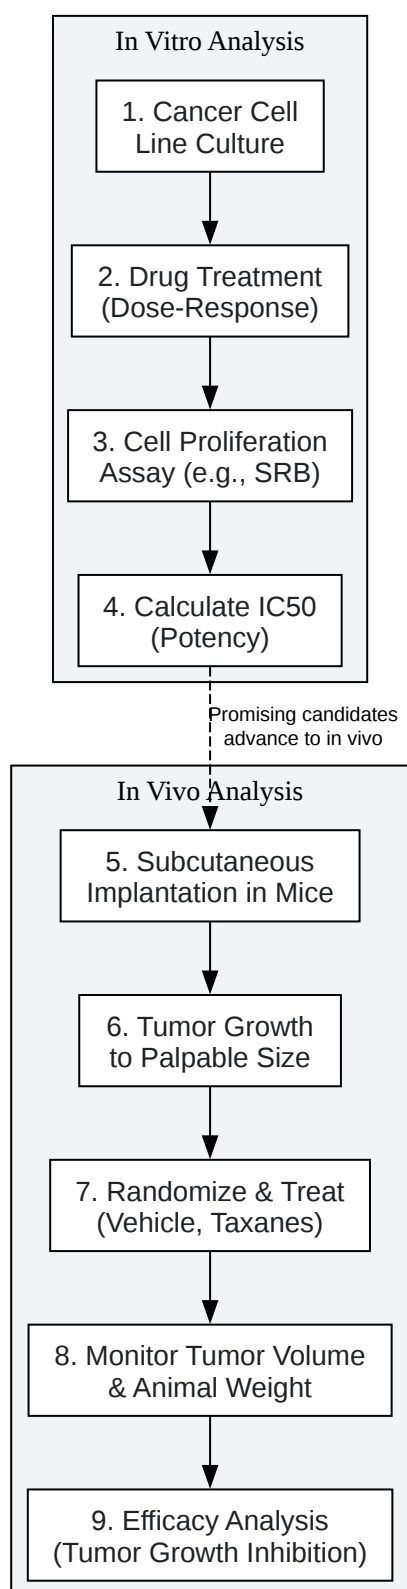 In Vitro Analysis
1. Cancer Cell
Line Culture
2. Drug Treatment
(Dose-Response)
3. Cell Proliferation
Assay (e.g., SRB)
4. Calculate IC50
(Potency)
Promising candidates
advance to in vivo
In Vivo Analysis
5. Subcutaneous
Implantation in Mice
6. Tumor Growth
to Palpable Size
7. Randomize & Treat
(Vehicle, Taxanes)
8. Monitor Tumor Volume
& Animal Weight
9. Efficacy Analysis
(Tumor Growth Inhibition)